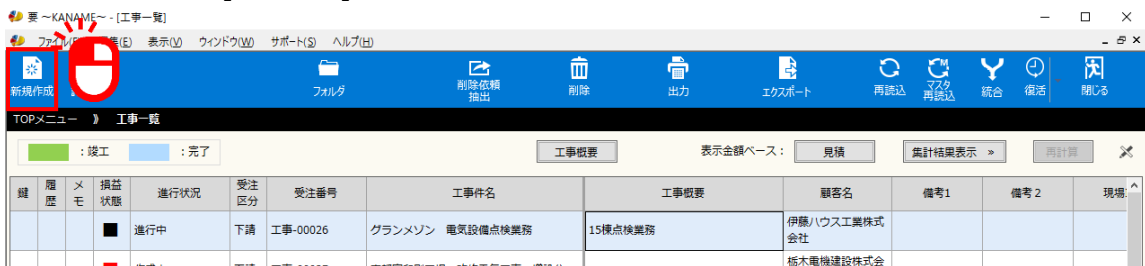 要 ～KANAME～ - [工事一覧]
表示(V) ウィンドウ(W) サポート(S) ヘルプ(H)
新規作成 フォルダ 削除依頼抽出 削除 出力 エクスポート 再読込 マスタ再読込 統合 復活 閉じる
TOPメニュー 》 工事一覧
：竣工 ：完了 工事概要 表示金額ベース： 見積 集計結果表示 » 再計算
鍵 履歴 メモ 損益状態 進行状況 受注区分 受注番号 工事件名 工事概要 顧客名 備考1 備考2 現場
進行中 下請 工事-00026 グランメゾン 電気設備点検業務 15棟点検業務 伊藤ハウス工業株式会社
栃木電機建設株式会